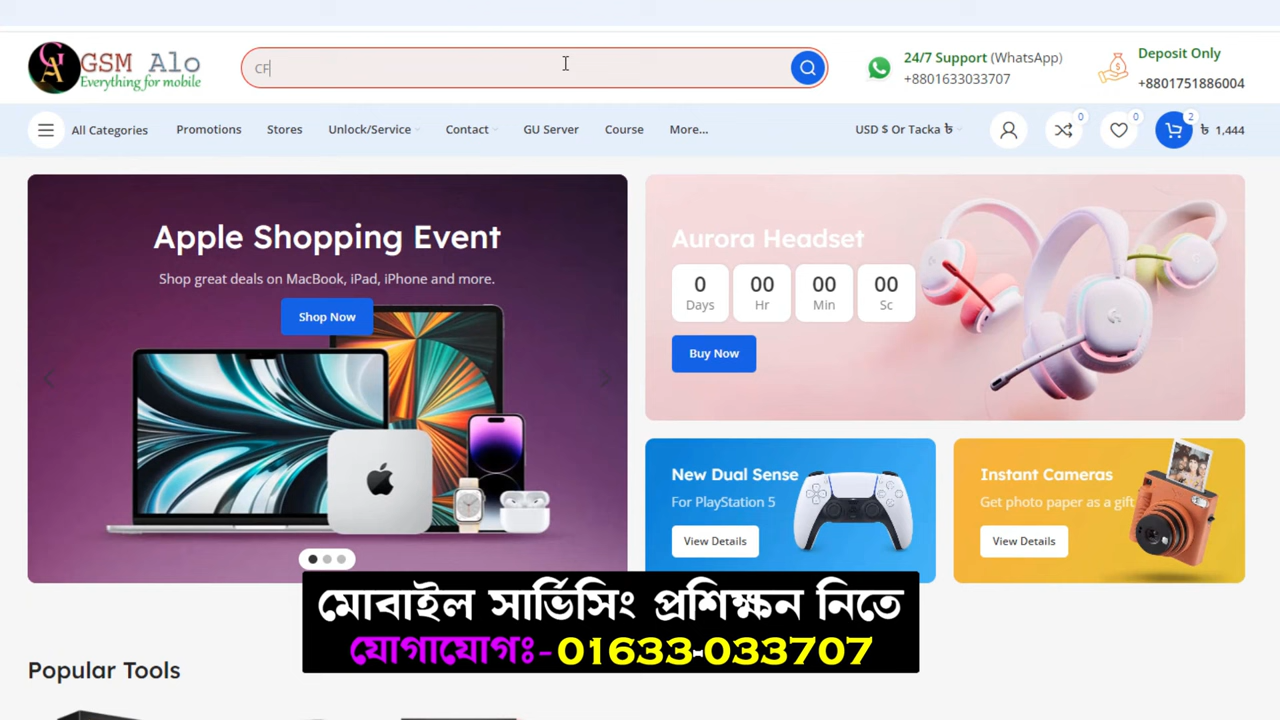 GSM Alo
Everything for mobile
CF
24/7 Support (WhatsApp)
+8801633033707
Deposit Only
+8801751886004
All Categories
Promotions
Stores
Unlock/Service
Contact
GU Server
Course
More...
USD $ Or Tacka ৳
0
0
2
৳ 1,444
Apple Shopping Event
Shop great deals on MacBook, iPad, iPhone and more.
Shop Now
Aurora Headset
0 00 00 00
Days Hr Min Sc
Buy Now
New Dual Sense
For PlayStation 5
View Details
Instant Cameras
Get photo paper as a gift
View Details
মোবাইল সার্ভিসিং প্রশিক্ষন নিতে
যোগাযোগঃ-01633-033707
Popular Tools